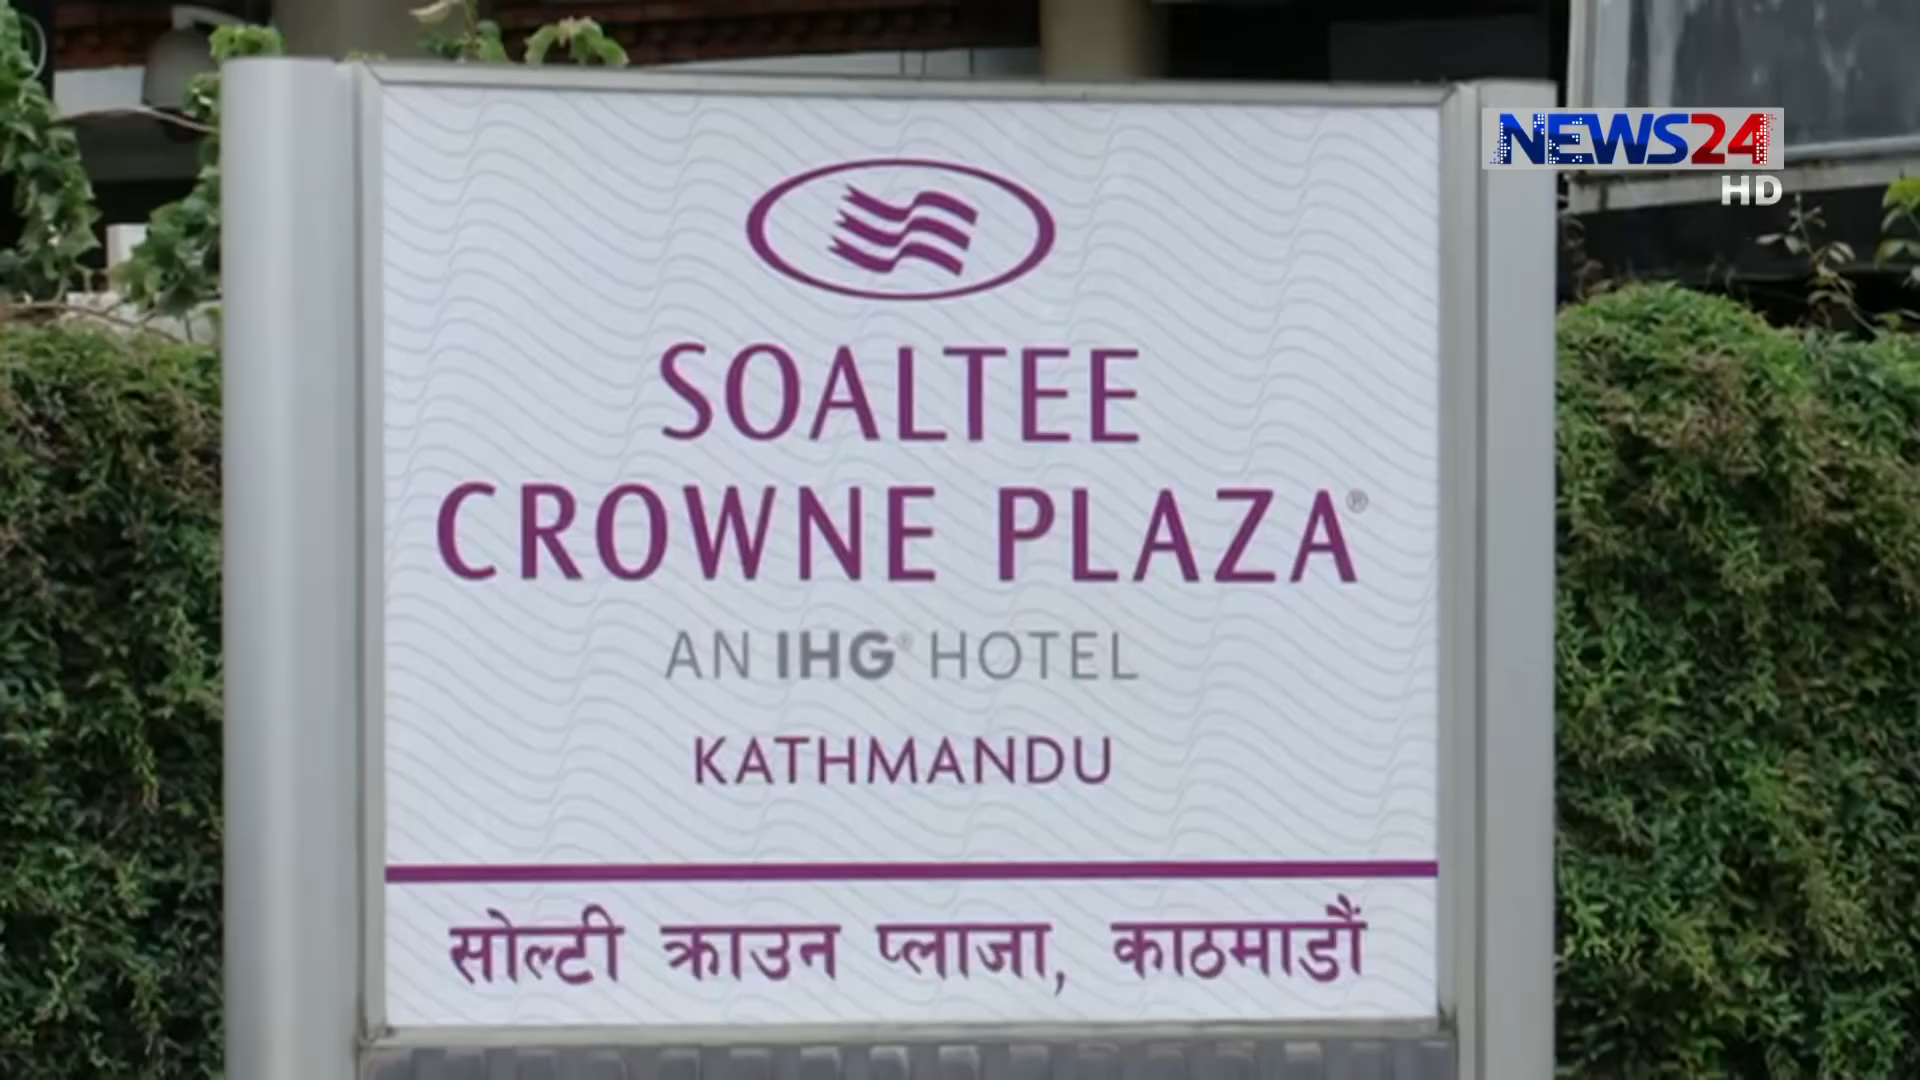 NEWS24
HD
SOALTEE
CROWNE PLAZA®
AN IHG® HOTEL
KATHMANDU
सोल्टी क्राउन प्लाजा, काठमाडौं